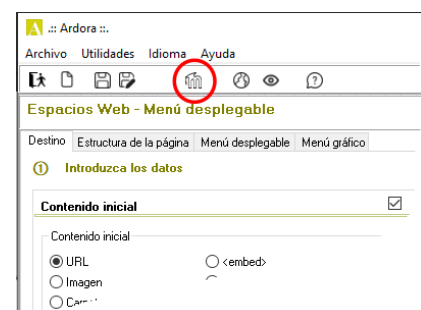 .:: Ardora ::.
Archivo Utilidades Idioma Ayuda
Espacios Web - Menú desplegable
Destino Estructura de la página Menú desplegable Menú gráfico
1 Introduzca los datos
Contenido inicial
Contenido inicial
URL <embed>
Imagen